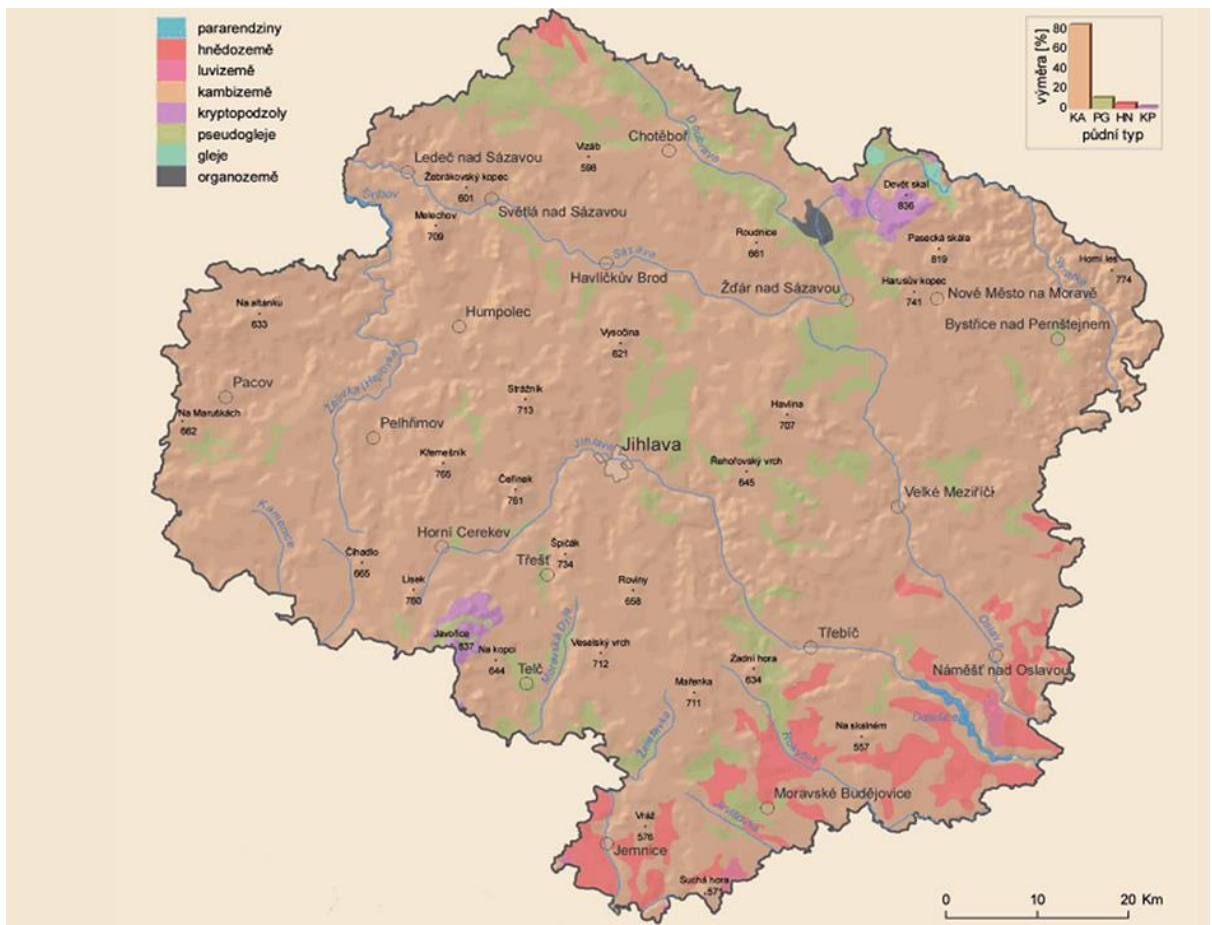 pararendziny
hnědozemě
luvizemě
kambizemě
kryptopodzoly
pseudogleje
gleje
organozemě
výměra [%]
80
60
40
20
0
KA PG HN KP
půdní typ
Doubrava
Chotěboř
Vizáb
598
Ledeč nad Sázavou
Žebrákovský kopec
601
Světlá nad Sázavou
Melechov
709
Devět skal
836
Roudnice
661
Pasecká skála
819
Sázava
Havlíčkův Brod
Žďár nad Sázavou
Horní les
774
Harusův kopec
741
Nové Město na Moravě
Svratka
Na altanku
633
Humpolec
Bystřice nad Pernštejnem
Vysočina
621
Želivka (Hejlovka)
Pacov
Strážník
713
Na Maruškách
662
Havlina
707
Pelhřimov
Jihlava
Jihlava
Křemešník
765
Řehořovský vrch
645
Čeřínek
761
Velké Meziříčí
Kamenice
Horní Cerekev
Čihadlo
665
Špičák
734
Třešť
Lísek
760
Roviny
658
Javořice
837
Na kopci
644
Moravská Dyje
Veselský vrch
712
Třebíč
Oslava
Telč
Zadní hora
634
Náměšť nad Oslavou
Mařenka
711
Dalešice
Želetavka
Rokytná
Na skalném
557
Moravské Budějovice
Jevišovka
Vráž
576
Jemnice
Suchá hora
571
0 10 20 Km